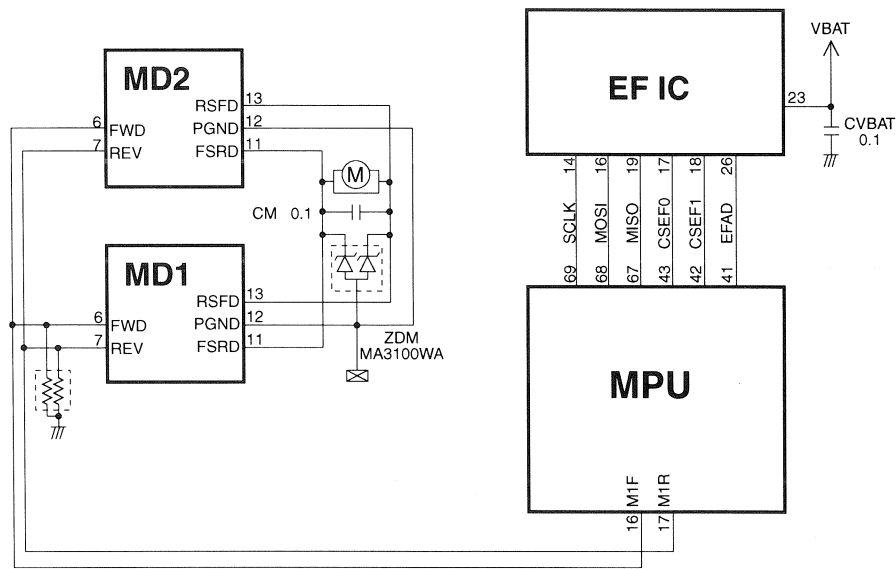 VBAT
EF IC
23
CVBAT
0.1
14
16
19
17
18
26
SCLK
MOSI
MISO
CSEF0
CSEF1
EFAD
69
68
67
43
42
41
MPU
M1F
M1R
16
17
MD2
RSFD 13
6 FWD PGND 12
7 REV FSRD 11
M
CM 0.1
MD1
RSFD 13
6 FWD PGND 12
7 REV FSRD 11
ZDM
MA3100WA